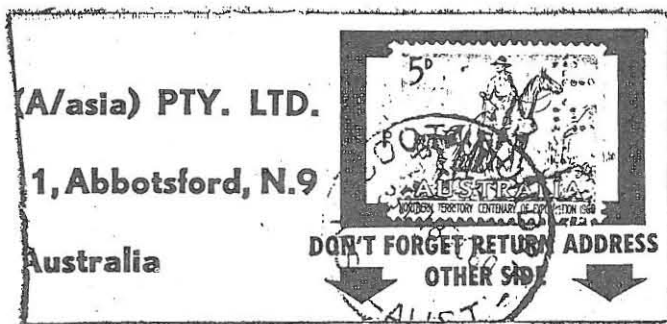 (A/asia) PTY. LTD.
1, Abbotsford, N.9
Australia
5D
AUSTRALIA
NORTHERN TERRITORY CENTENARY OF EXPLORATION 1960
DON'T FORGET RETURN ADDRESS
OTHER SIDE
AUST